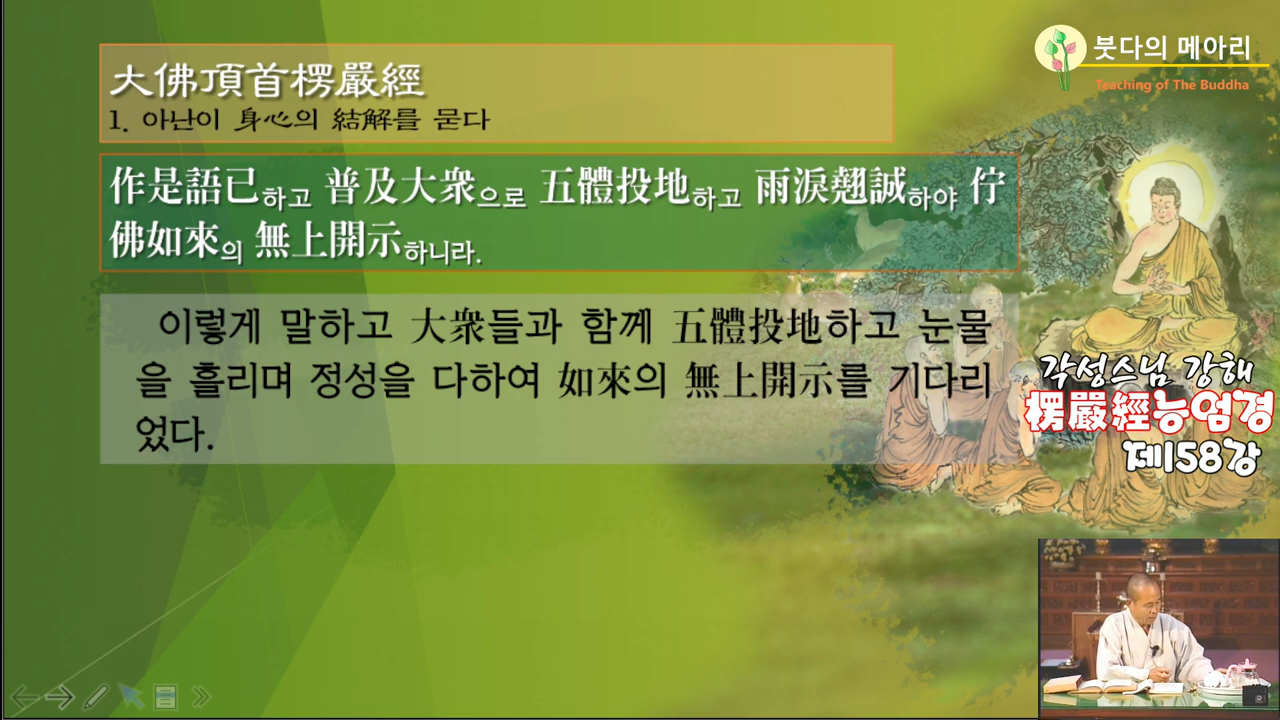 大佛頂首楞嚴經
1. 아난이 身心의 結解를 묻다
作是語已하고 普及大衆으로 五體投地하고 雨淚翹誠하야 佇
佛如來의 無上開示하니라.
이렇게 말하고 大衆들과 함께 五體投地하고 눈물
을 흘리며 정성을 다하여 如來의 無上開示를 기다리
었다.
붓다의 메아리
Teaching of The Buddha
각성스님 강해
楞嚴經능엄경
제158강